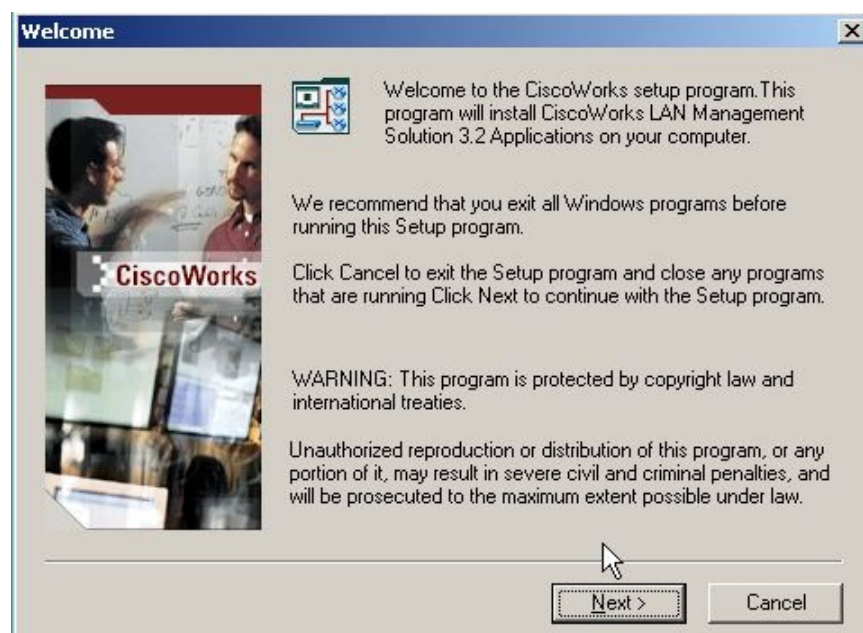 Welcome
Welcome to the CiscoWorks setup program.This
program will install CiscoWorks LAN Management
Solution 3.2 Applications on your computer.
We recommend that you exit all Windows programs before
running this Setup program.
CiscoWorks
Click Cancel to exit the Setup program and close any programs
that are running Click Next to continue with the Setup program.
WARNING: This program is protected by copyright law and
international treaties.
Unauthorized reproduction or distribution of this program, or any
portion of it, may result in severe civil and criminal penalties, and
will be prosecuted to the maximum extent possible under law.
Next >
Cancel